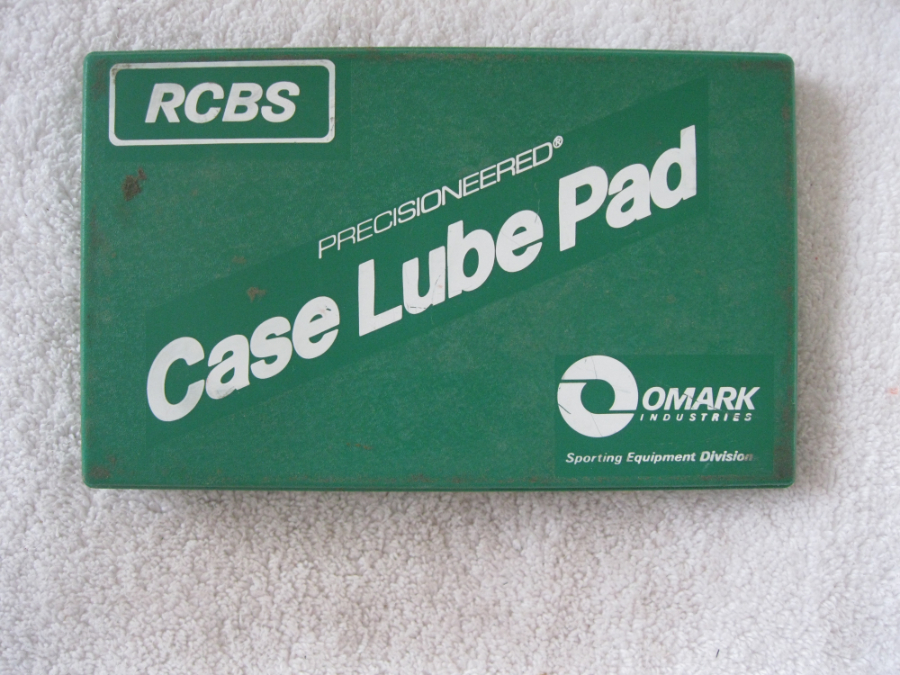 RCBS
PRECISIONEERED®
Case Lube Pad
OMARK
INDUSTRIES
Sporting Equipment Division